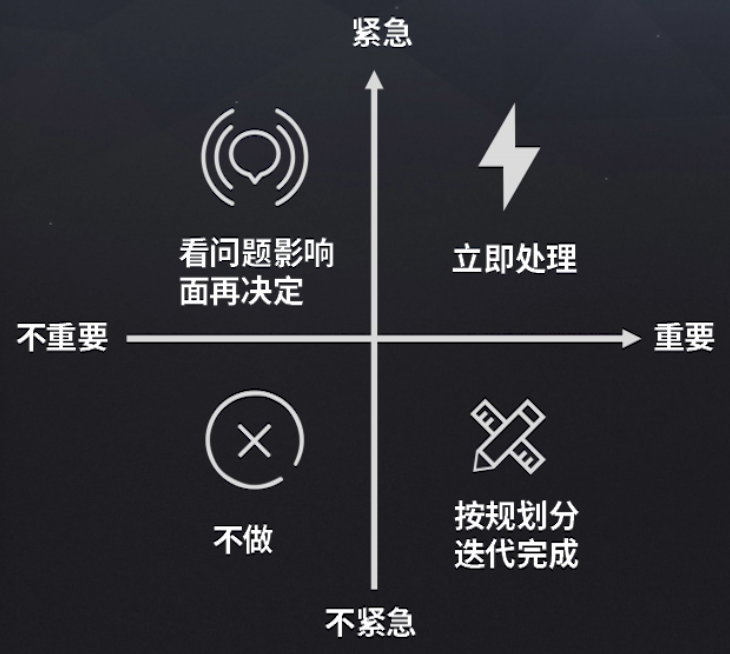 紧急
看问题影响
面再决定
立即处理
不重要
重要
不做
按规划分
迭代完成
不紧急